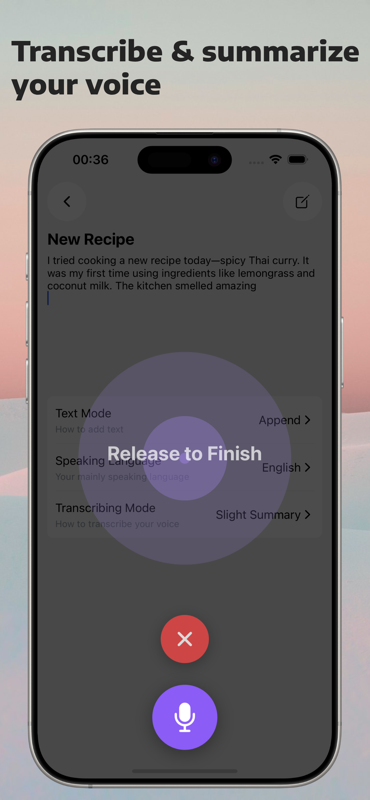 Transcribe & summarize
your voice
00:36
New Recipe
I tried cooking a new recipe today—spicy Thai curry. It
was my first time using ingredients like lemongrass and
coconut milk. The kitchen smelled amazing
Text Mode
How to add text
Append
Release to Finish
Speaking Language
Your mainly speaking language
English
Transcribing Mode
How to transcribe your voice
Slight Summary